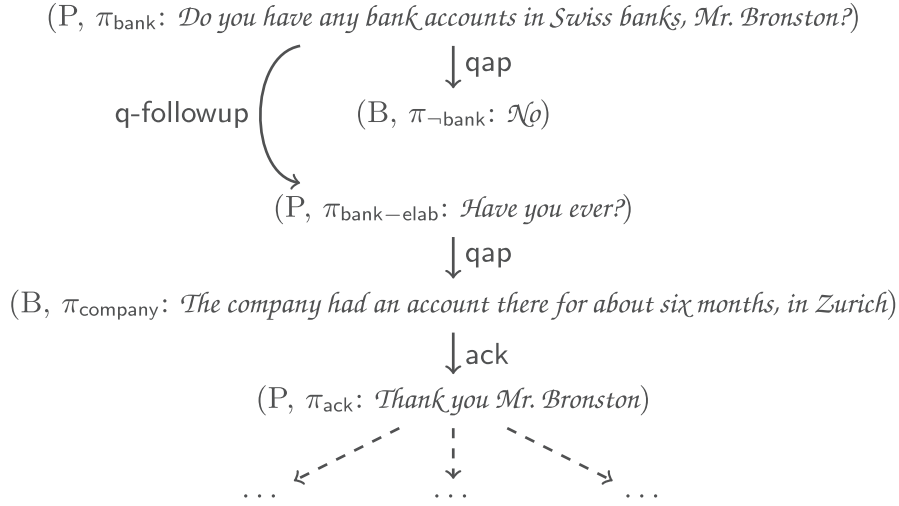 (P, π_bank: Do you have any bank accounts in Swiss banks, Mr. Bronston?)
qap
q-followup
(B, π_¬bank: No)
(P, π_bank−elab: Have you ever?)
qap
(B, π_company: The company had an account there for about six months, in Zurich)
ack
(P, π_ack: Thank you Mr. Bronston)
... ... ...